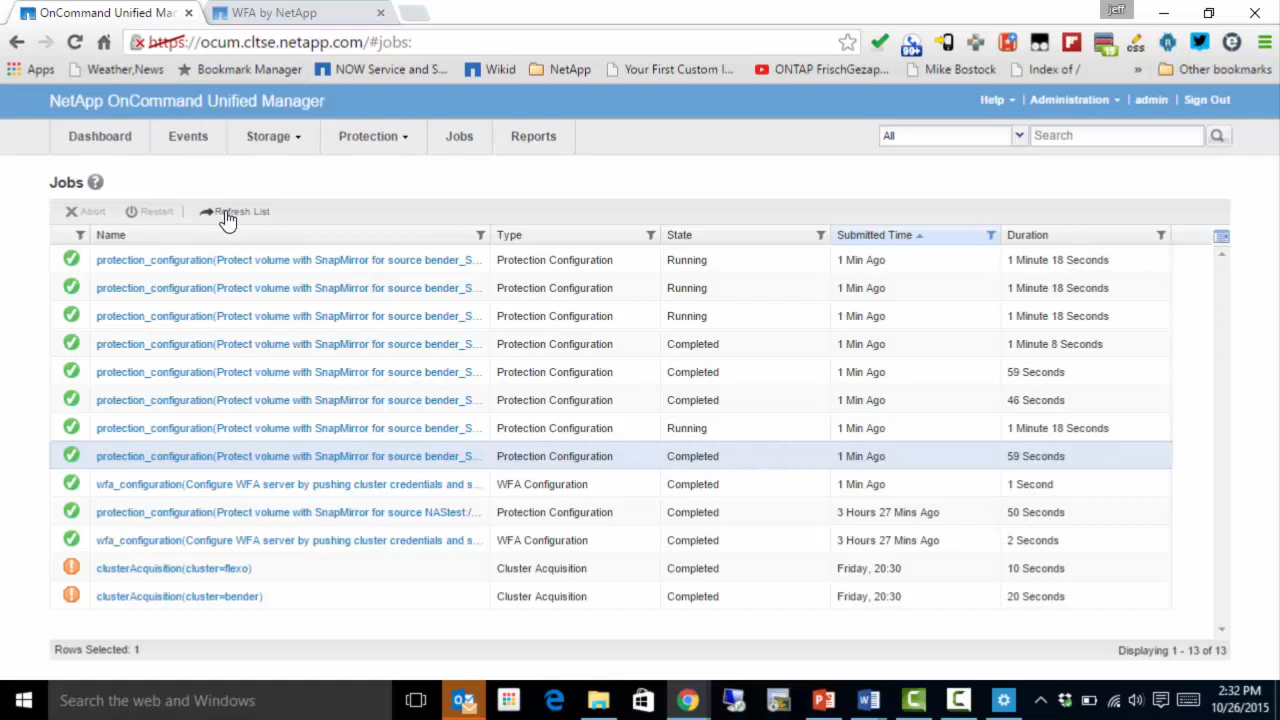 OnCommand Unified Mar
WFA by NetApp
jeff
https://ocum.cltse.netapp.com/#jobs:
99+
Apps
Weather,News
Bookmark Manager
NOW Service and S...
Wikid
NetApp
Your First Custom I...
ONTAP FrischGezap...
Mike Bostock
Index of /
»
Other bookmarks
NetApp OnCommand Unified Manager
Help
Administration
admin
Sign Out
Dashboard
Events
Storage
Protection
Jobs
Reports
All
Search
Jobs ?
Abort
Restart
Refresh List
Name Type State Submitted Time Duration
protection_configuration(Protect volume with SnapMirror for source bender_S... Protection Configuration Running 1 Min Ago 1 Minute 18 Seconds
protection_configuration(Protect volume with SnapMirror for source bender_S... Protection Configuration Running 1 Min Ago 1 Minute 18 Seconds
protection_configuration(Protect volume with SnapMirror for source bender_S... Protection Configuration Running 1 Min Ago 1 Minute 18 Seconds
protection_configuration(Protect volume with SnapMirror for source bender_S... Protection Configuration Completed 1 Min Ago 1 Minute 8 Seconds
protection_configuration(Protect volume with SnapMirror for source bender_S... Protection Configuration Completed 1 Min Ago 59 Seconds
protection_configuration(Protect volume with SnapMirror for source bender_S... Protection Configuration Completed 1 Min Ago 46 Seconds
protection_configuration(Protect volume with SnapMirror for source bender_S... Protection Configuration Running 1 Min Ago 1 Minute 18 Seconds
protection_configuration(Protect volume with SnapMirror for source bender_S... Protection Configuration Completed 1 Min Ago 59 Seconds
wfa_configuration(Configure WFA server by pushing cluster credentials and s... WFA Configuration Completed 1 Min Ago 1 Second
protection_configuration(Protect volume with SnapMirror for source NAStest:/... Protection Configuration Completed 3 Hours 27 Mins Ago 50 Seconds
wfa_configuration(Configure WFA server by pushing cluster credentials and s... WFA Configuration Completed 3 Hours 27 Mins Ago 2 Seconds
clusterAcquisition(cluster=flexo) Cluster Acquisition Completed Friday, 20:30 10 Seconds
clusterAcquisition(cluster=bender) Cluster Acquisition Completed Friday, 20:30 20 Seconds
Rows Selected: 1
Displaying 1 - 13 of 13
Search the web and Windows
2:32 PM
10/26/2015